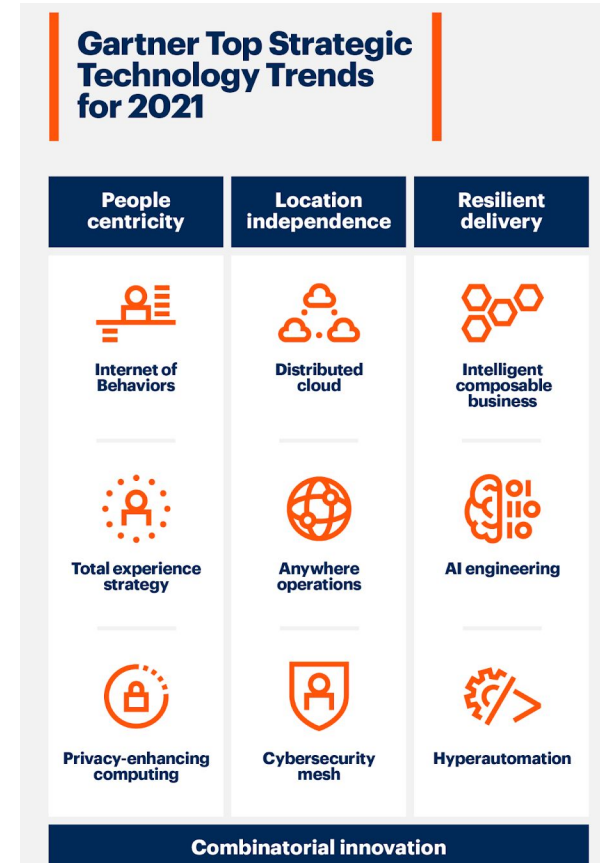 Gartner Top Strategic
Technology Trends
for 2021
People
centricity
Location
independence
Resilient
delivery
Internet of
Behaviors
Distributed
cloud
Intelligent
composable
business
Total experience
strategy
Anywhere
operations
AI engineering
Privacy-enhancing
computing
Cybersecurity
mesh
Hyperautomation
Combinatorial innovation